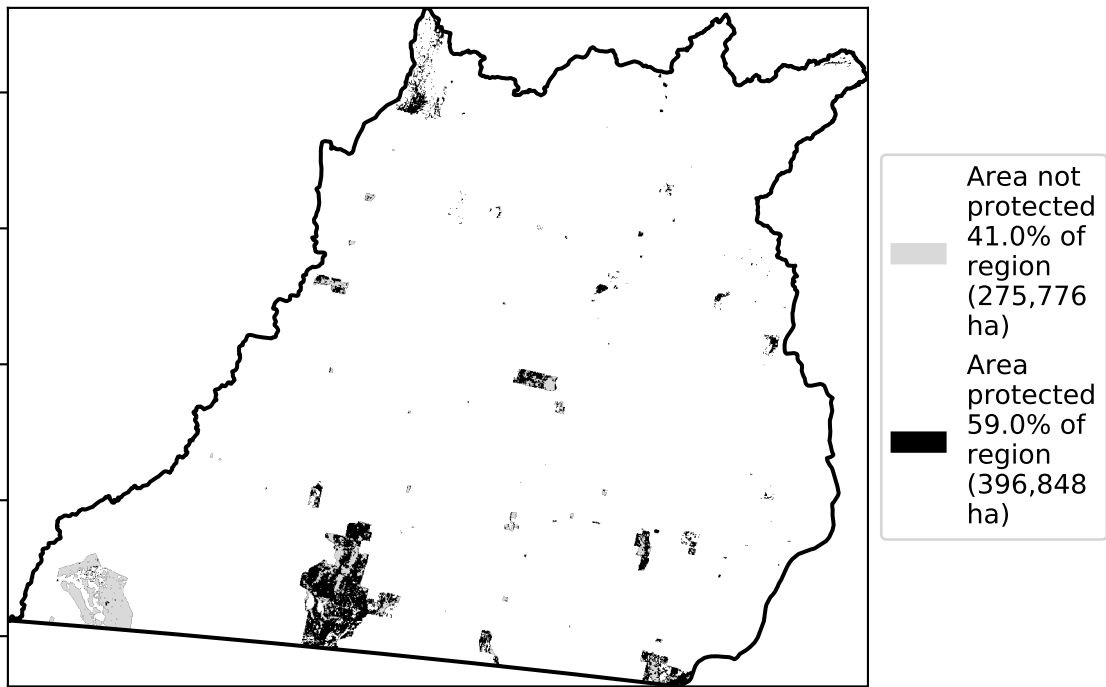 Area not
protected
41.0% of
region
(275,776
ha)
Area
protected
59.0% of
region
(396,848
ha)